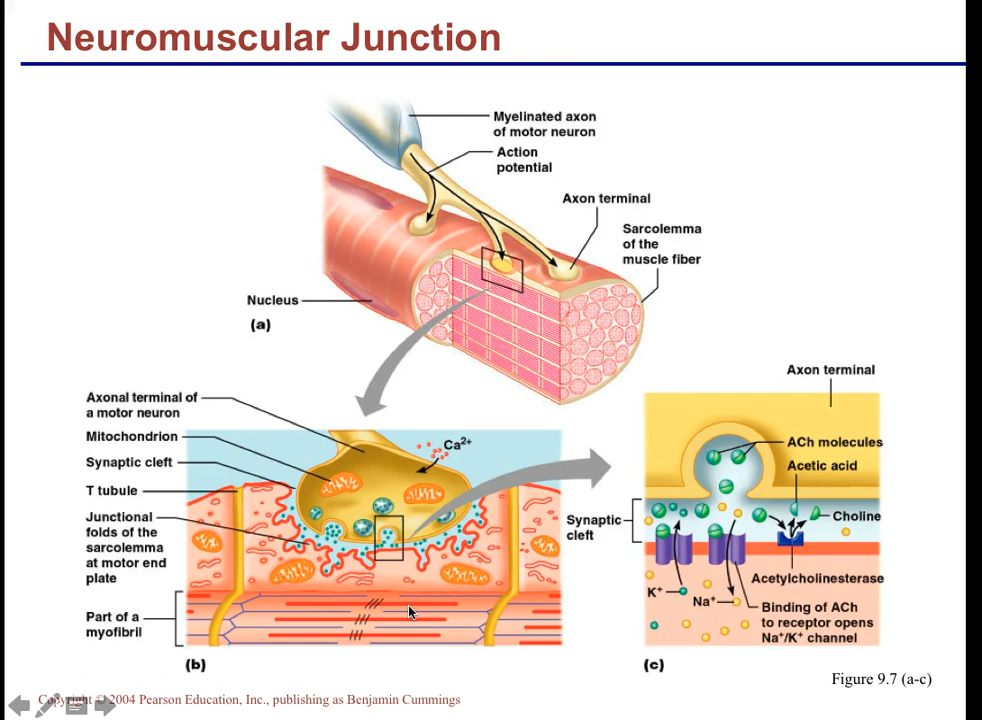 Neuromuscular Junction
Myelinated axon
of motor neuron
Action
potential
Axon terminal
Sarcolemma
of the
muscle fiber
Nucleus
(a)
Axonal terminal of
a motor neuron
Mitochondrion
Synaptic cleft
T tubule
Junctional
folds of the
sarcolemma
at motor end
plate
Part of a
myofibril
Ca²⁺
(b)
Axon terminal
ACh molecules
Acetic acid
Choline
Synaptic
cleft
Acetylcholinesterase
K⁺
Na⁺
Binding of ACh
to receptor opens
Na⁺/K⁺ channel
(c)
Figure 9.7 (a-c)
Copyright © 2004 Pearson Education, Inc., publishing as Benjamin Cummings